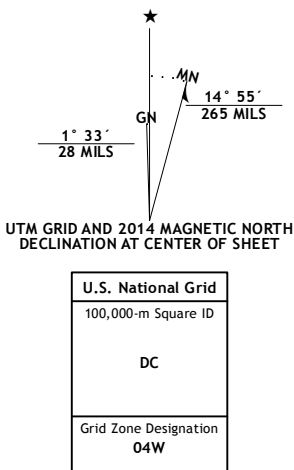 ★
MN
GN
14° 55´
265 MILS
1° 33´
28 MILS
UTM GRID AND 2014 MAGNETIC NORTH
DECLINATION AT CENTER OF SHEET
U.S. National Grid
100,000-m Square ID
DC
Grid Zone Designation
04W